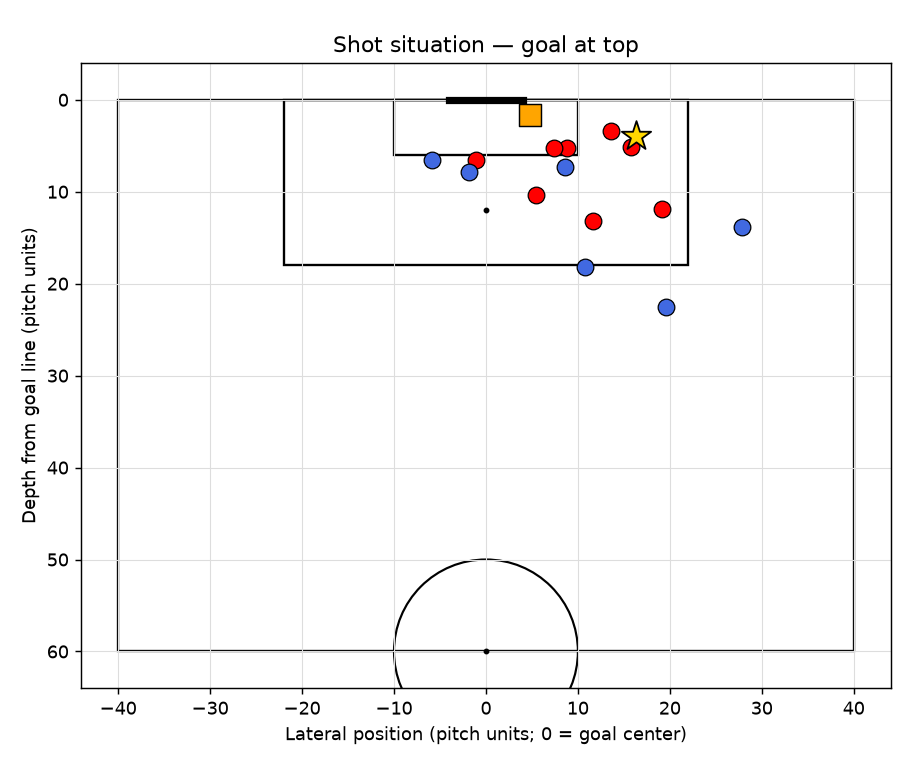 Shot situation — goal at top
Depth from goal line (pitch units)
0
10
20
30
40
50
60
−40 −30 −20 −10 0 10 20 30 40
Lateral position (pitch units; 0 = goal center)